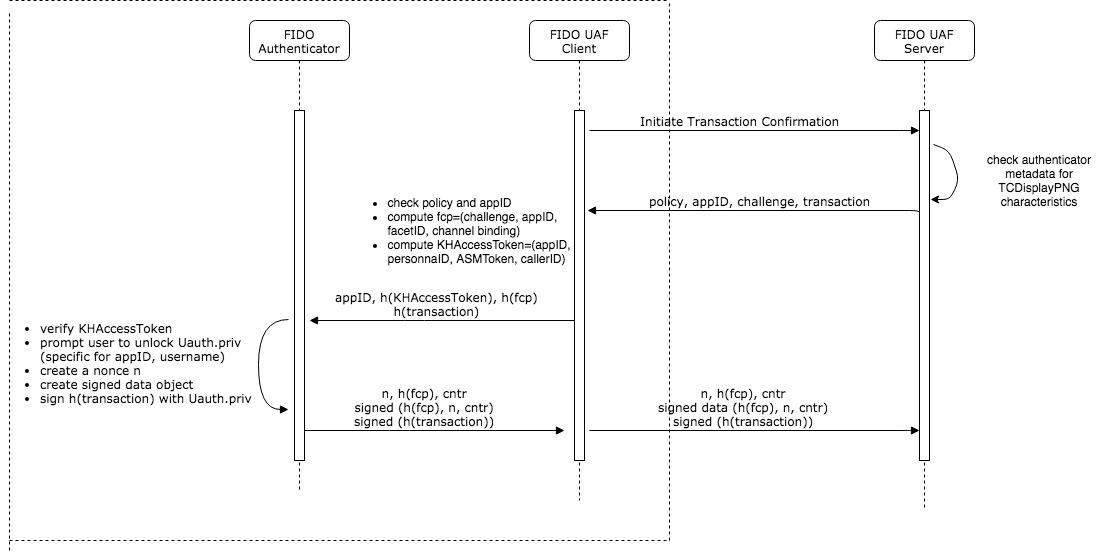 FIDO
Authenticator
FIDO UAF
Client
FIDO UAF
Server
Initiate Transaction Confirmation
check authenticator
metadata for
TCDisplayPNG
characteristics
policy, appID, challenge, transaction
• check policy and appID
• compute fcp=(challenge, appID,
facetID, channel binding)
• compute KHAccessToken=(appID,
personnaID, ASMToken, callerID)
appID, h(KHAccessToken), h(fcp)
h(transaction)
• verify KHAccessToken
• prompt user to unlock Uauth.priv
(specific for appID, username)
• create a nonce n
• create signed data object
• sign h(transaction) with Uauth.priv
n, h(fcp), cntr
signed (h(fcp), n, cntr)
signed (h(transaction))
n, h(fcp), cntr
signed data (h(fcp), n, cntr)
signed (h(transaction))